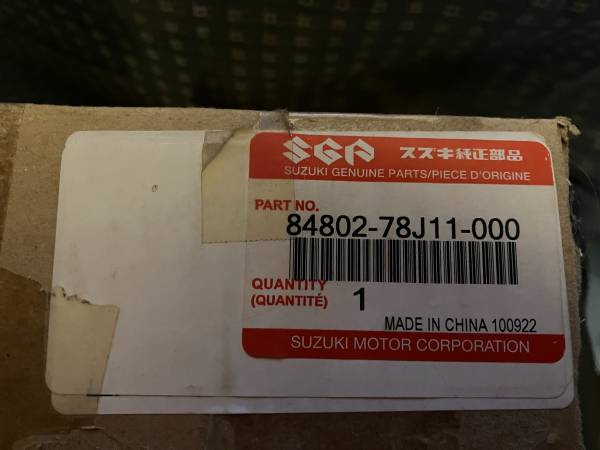 SGP スズキ純正部品
SUZUKI GENUINE PARTS/PIECE D'ORIGINE
PART NO.
84802-78J11-000
QUANTITY
(QUANTITÉ) 1
MADE IN CHINA 100922
SUZUKI MOTOR CORPORATION